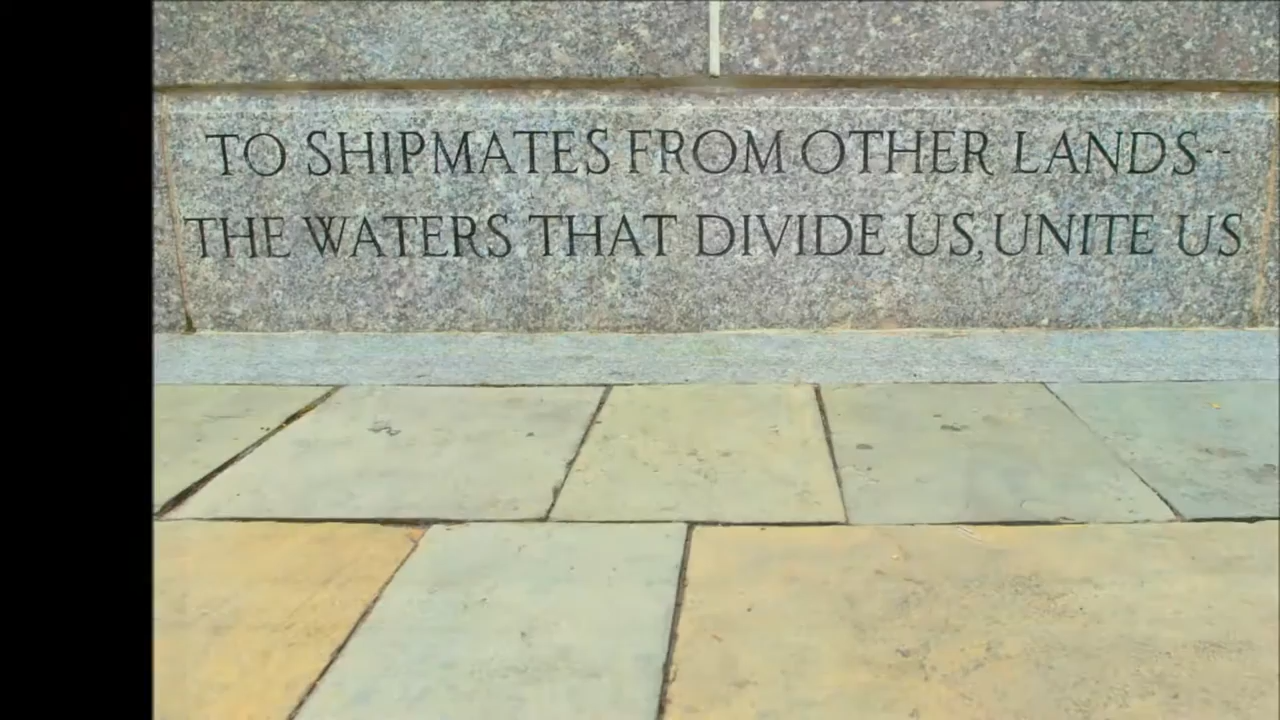 TO SHIPMATES FROM OTHER LANDS--
THE WATERS THAT DIVIDE US, UNITE US